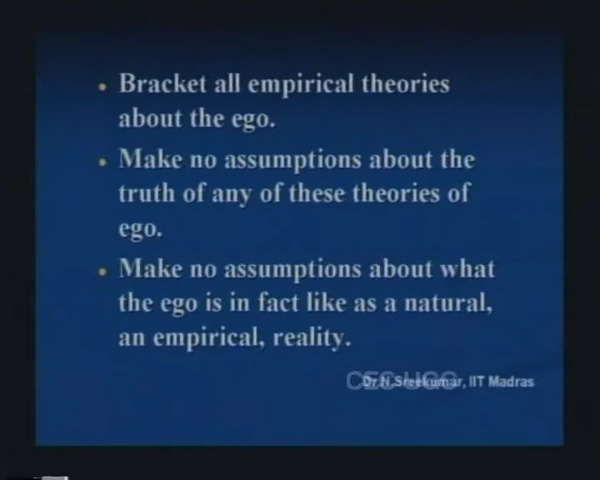 • Bracket all empirical theories
about the ego.
• Make no assumptions about the
truth of any of these theories of
ego.
• Make no assumptions about what
the ego is in fact like as a natural,
an empirical, reality.
CEC-UGC
Dr N Sreekumar, IIT Madras